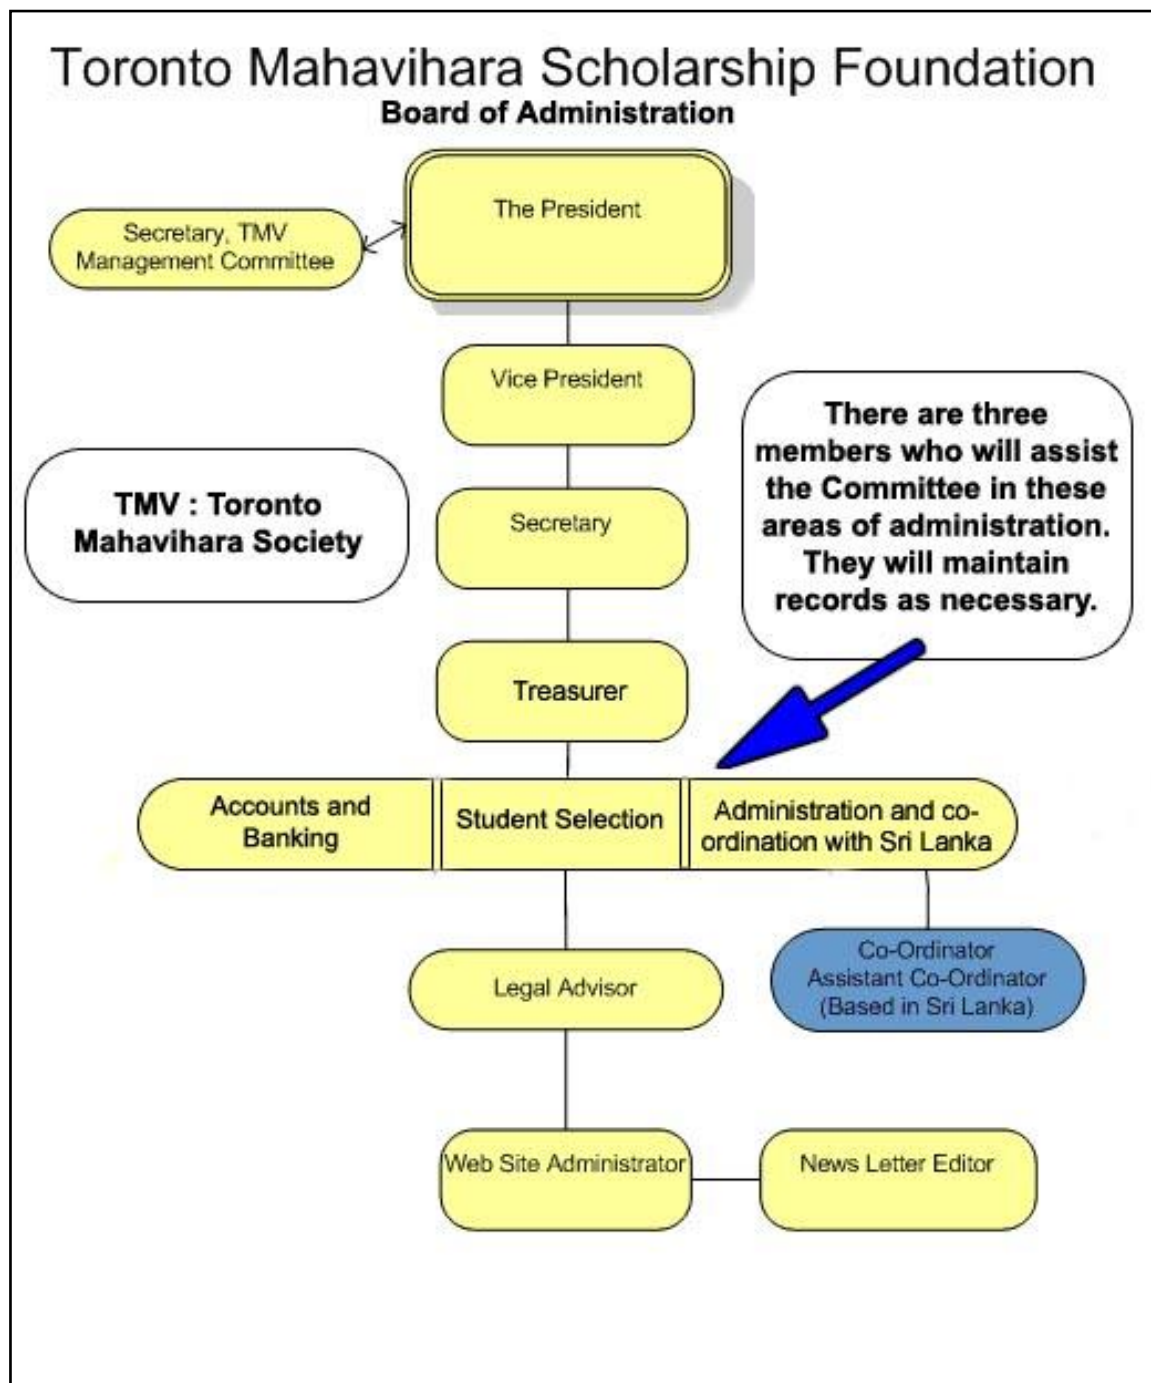 Toronto Mahavihara Scholarship Foundation
Board of Administration
The President
Secretary, TMV
Management Committee
Vice President
There are three
members who will assist
the Committee in these
areas of administration.
They will maintain
records as necessary.
TMV : Toronto
Mahavihara Society
Secretary
Treasurer
Accounts and
Banking
Student Selection
Administration and co-
ordination with Sri Lanka
Co-Ordinator
Assistant Co-Ordinator
(Based in Sri Lanka)
Legal Advisor
Web Site Administrator
News Letter Editor